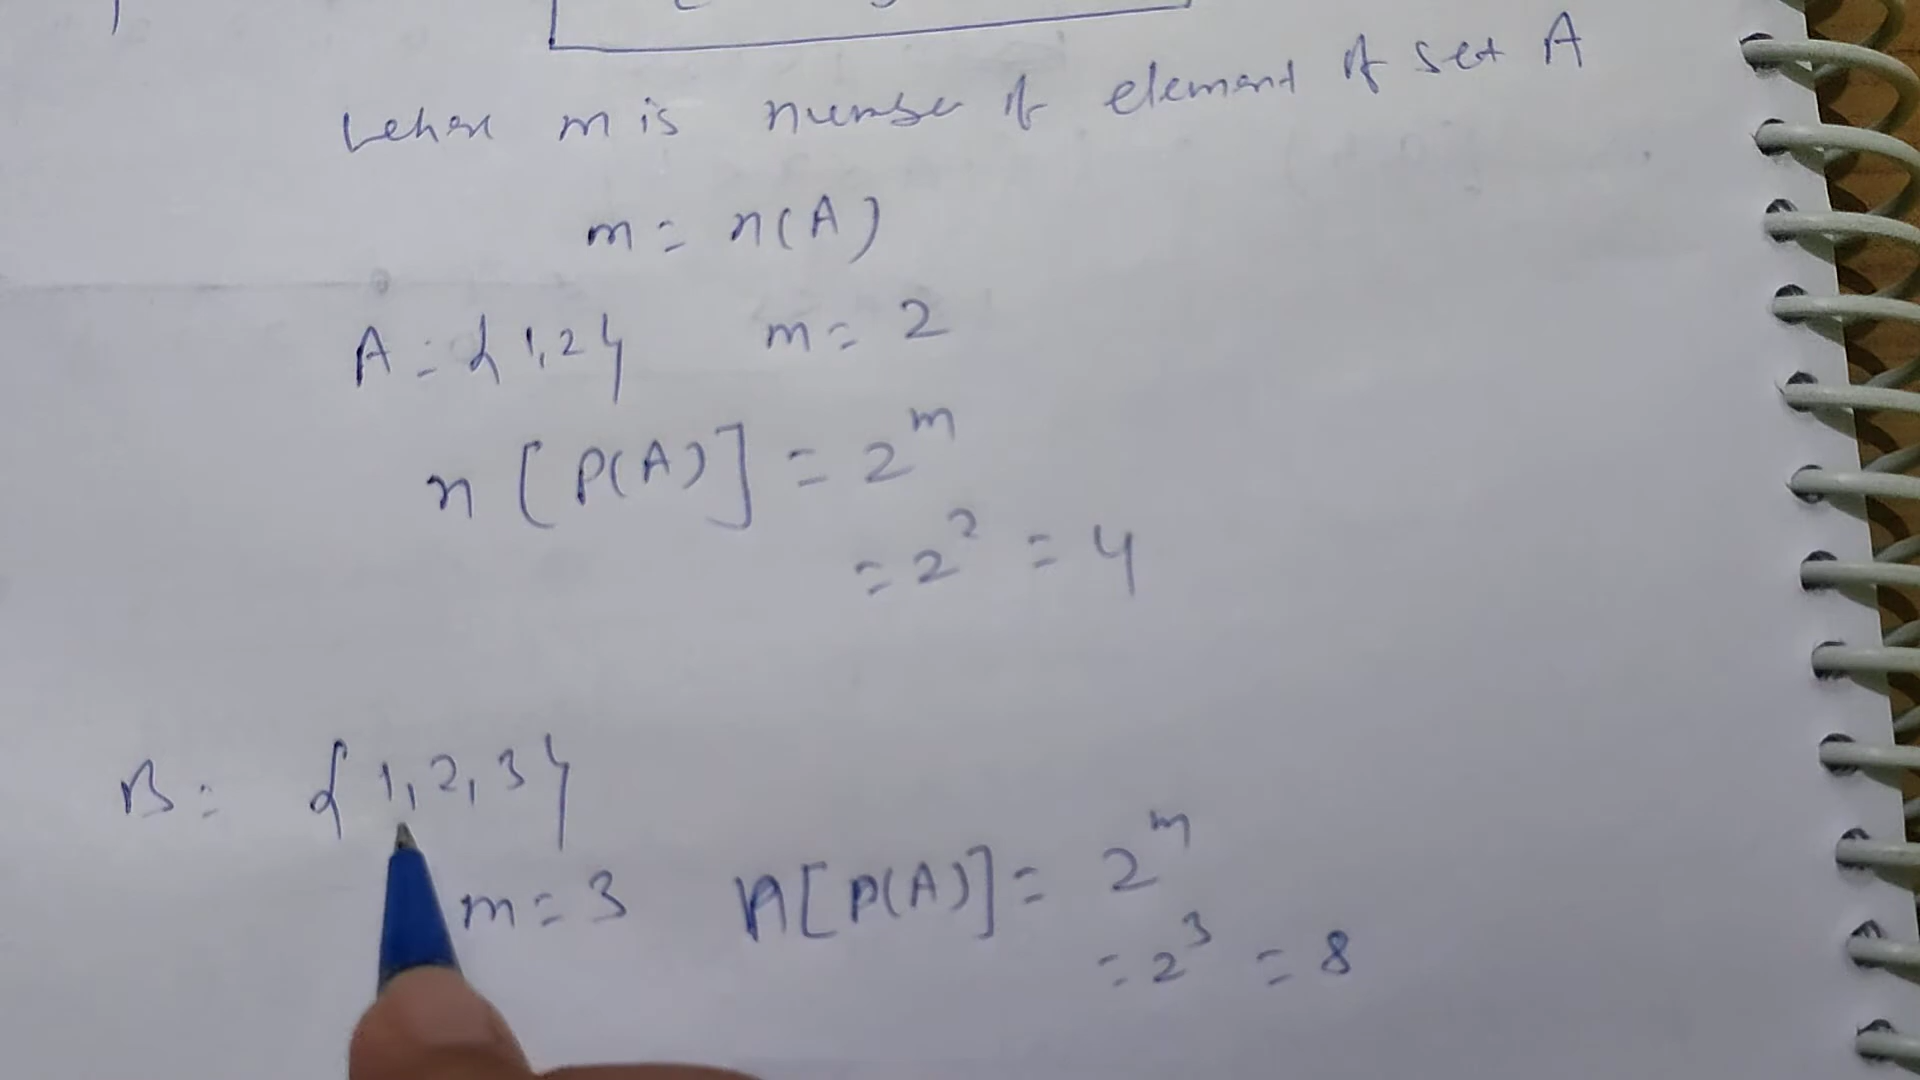 where m is number of element of set A
m = n(A)
A = {1,2} m = 2
n[P(A)] = 2^m
= 2^2 = 4
B = {1,2,3}
m = 3 n[P(A)] = 2^m
= 2^3 = 8